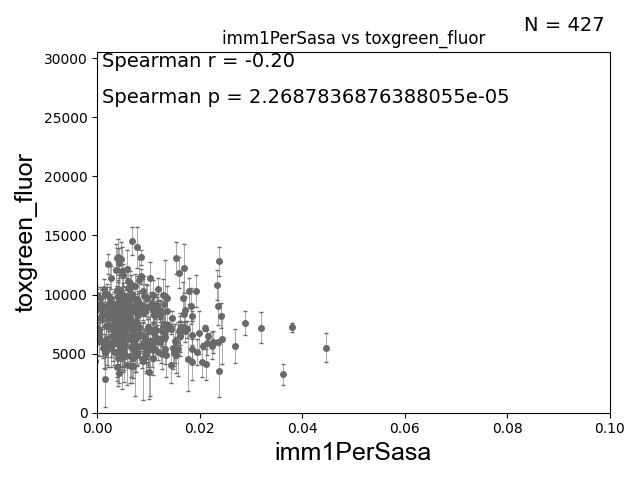 N = 427
imm1PerSasa vs toxgreen_fluor
Spearman r = -0.20
Spearman p = 2.2687836876388055e-05
30000
25000
20000
15000
10000
5000
0
toxgreen_fluor
0.00 0.02 0.04 0.06 0.08 0.10
imm1PerSasa